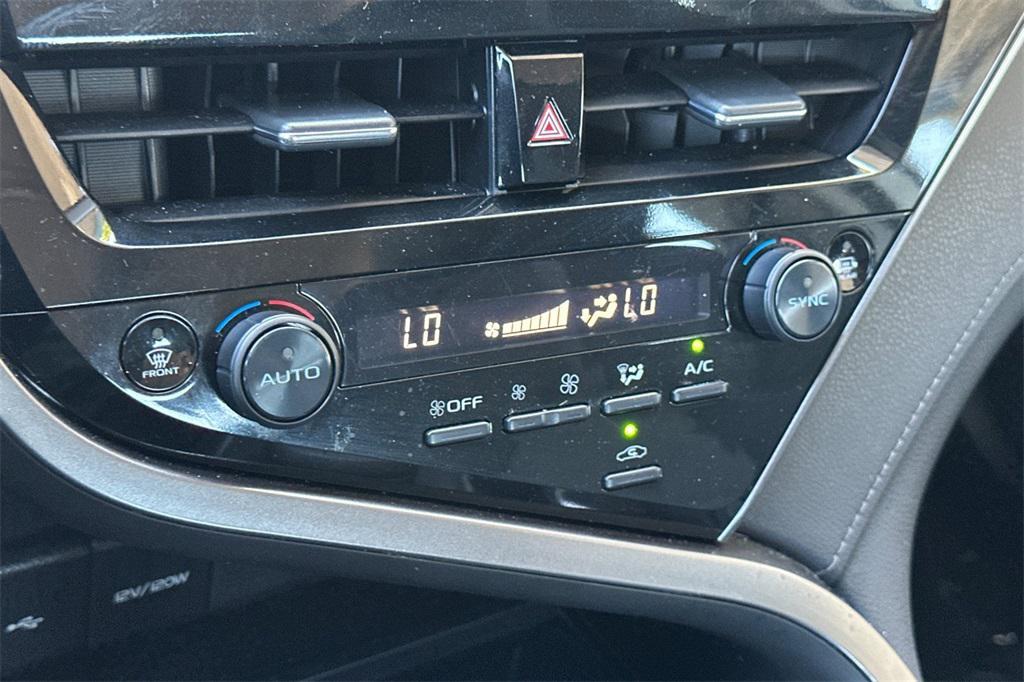 LO
LO
FRONT
AUTO
SYNC
OFF
A/C
12V/120W